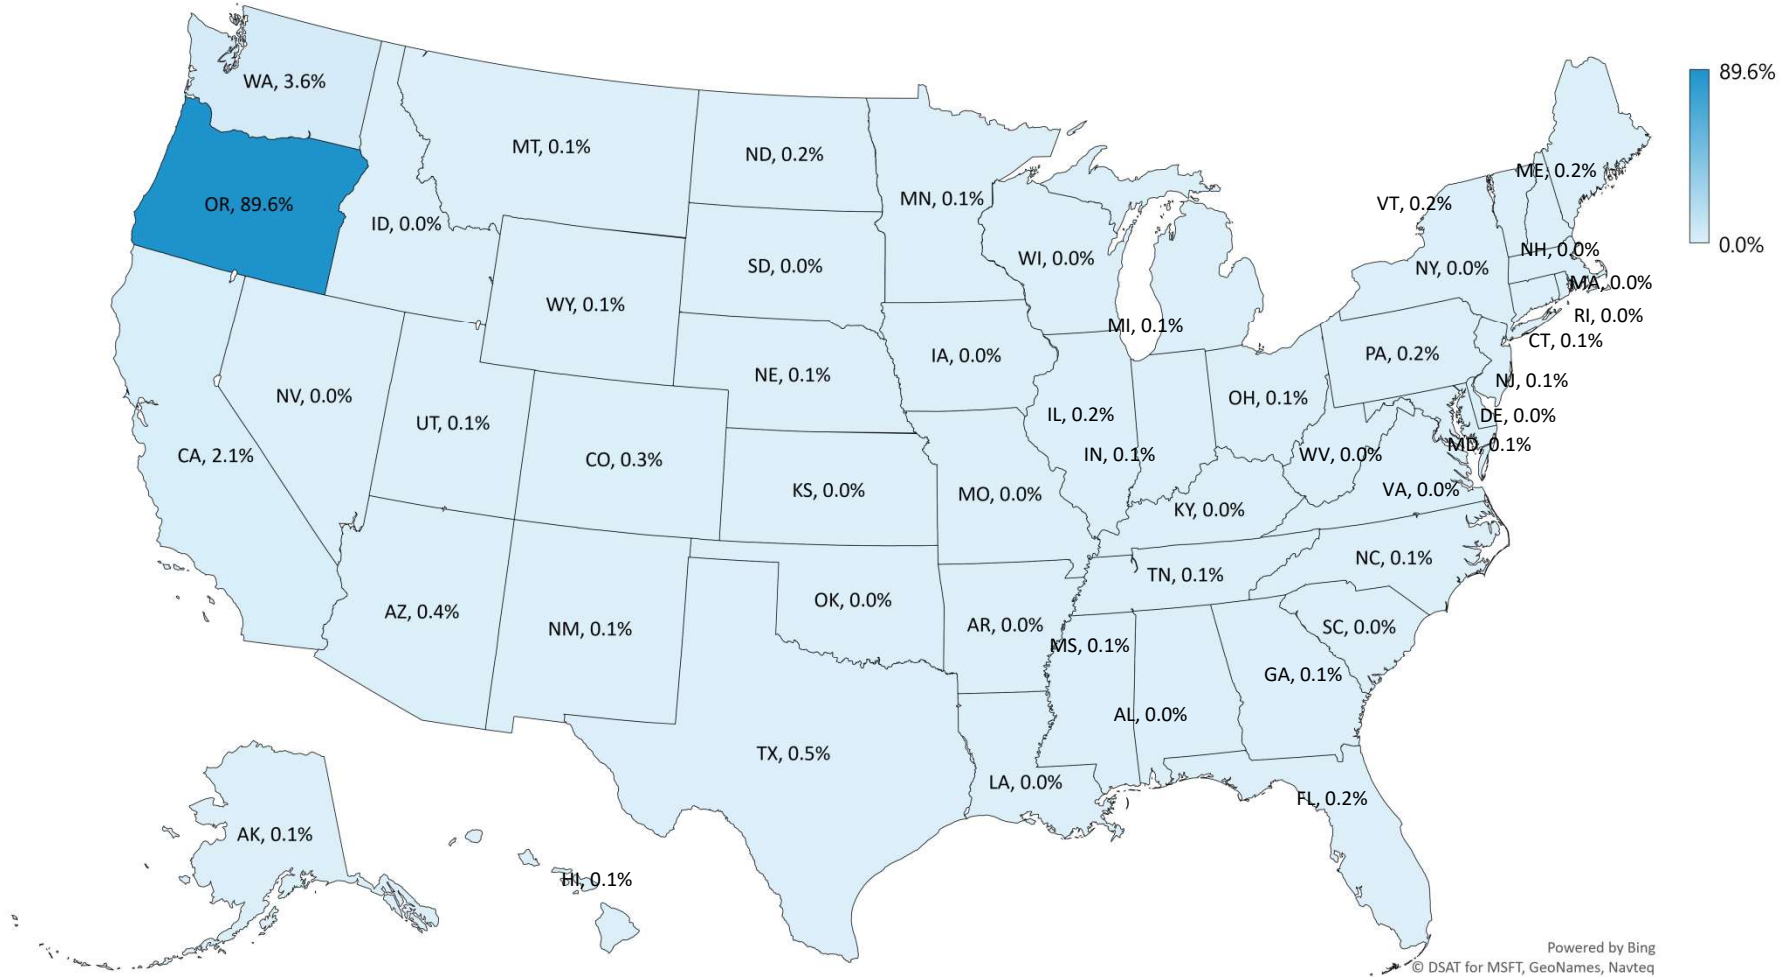 WA, 3.6%
MT, 0.1%
ND, 0.2%
MN, 0.1%
ME, 0.2%
VT, 0.2%
OR, 89.6%
ID, 0.0%
WI, 0.0%
NH, 0.0%
NY, 0.0%
MA, 0.0%
SD, 0.0%
WY, 0.1%
MI, 0.1%
RI, 0.0%
CT, 0.1%
IA, 0.0%
PA, 0.2%
NE, 0.1%
NJ, 0.1%
NV, 0.0%
OH, 0.1%
UT, 0.1%
IL, 0.2%
DE, 0.0%
MD, 0.1%
CA, 2.1%
CO, 0.3%
IN, 0.1%
WV, 0.0%
KS, 0.0%
MO, 0.0%
VA, 0.0%
KY, 0.0%
NC, 0.1%
TN, 0.1%
AZ, 0.4%
NM, 0.1%
OK, 0.0%
AR, 0.0%
SC, 0.0%
MS, 0.1%
GA, 0.1%
AL, 0.0%
TX, 0.5%
LA, 0.0%
FL, 0.2%
AK, 0.1%
HI, 0.1%
89.6%
0.0%
Powered by Bing
© DSAT for MSFT, GeoNames, Navteq